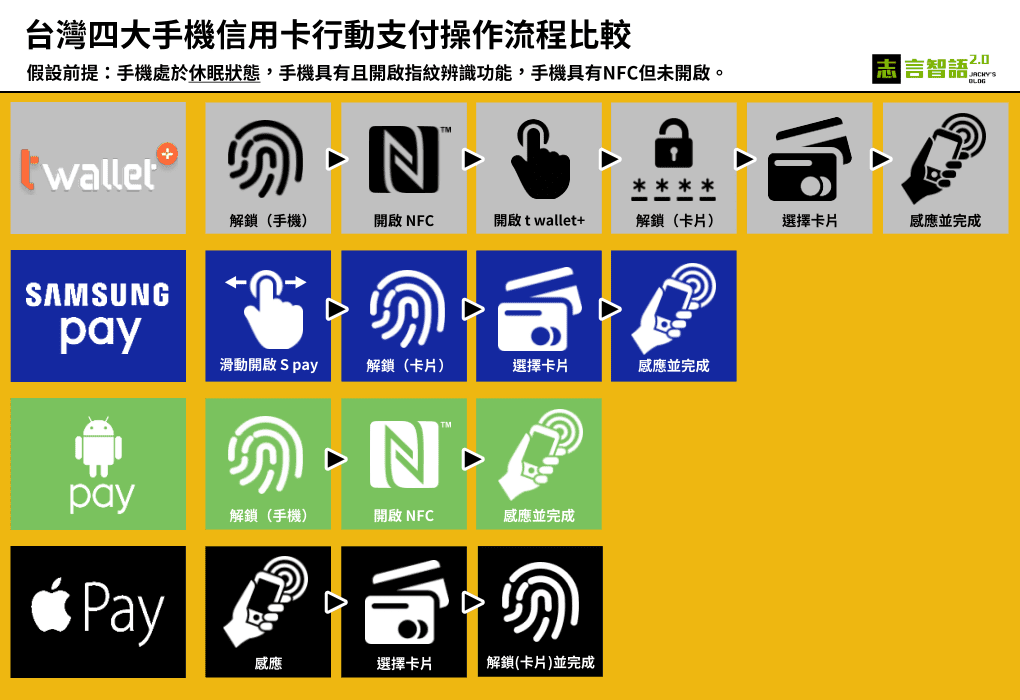 台灣四大手機信用卡行動支付操作流程比較
假設前提：手機處於休眠狀態，手機具有且開啟指紋辨識功能，手機具有NFC但未開啟。
志 言智語2.0
JACKY'S
BLOG
t wallet+
TM
解鎖（手機）
開啟 NFC
開啟 t wallet+
* * * *
解鎖（卡片）
選擇卡片
感應並完成
SAMSUNG
pay
滑動開啟 S pay
解鎖（卡片）
選擇卡片
感應並完成
pay
TM
解鎖（手機）
開啟 NFC
感應並完成
Pay
感應
選擇卡片
解鎖(卡片)並完成